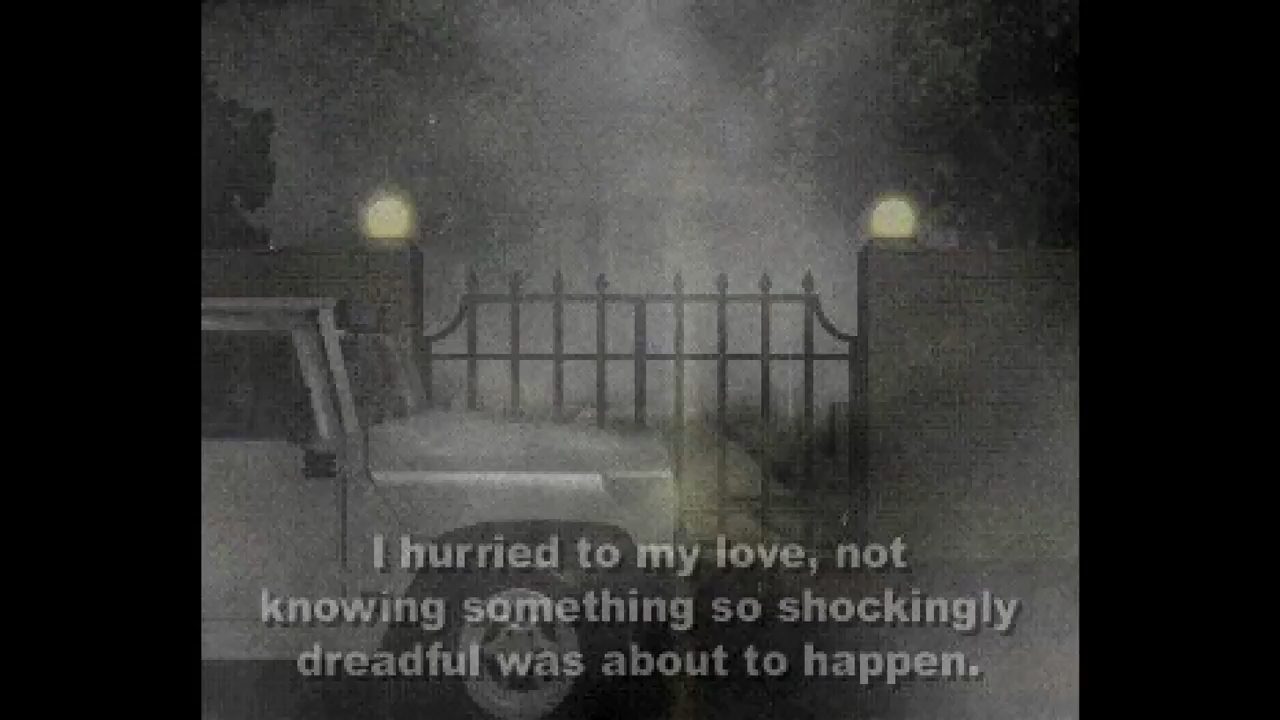 I hurried to my love, not
knowing something so shockingly
dreadful was about to happen.